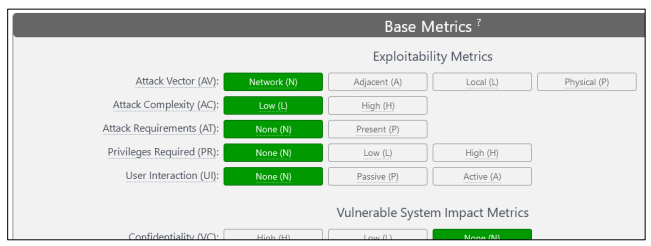 Base Metrics ?
Exploitability Metrics
Attack Vector (AV): Network (N) Adjacent (A) Local (L) Physical (P)
Attack Complexity (AC): Low (L) High (H)
Attack Requirements (AT): None (N) Present (P)
Privileges Required (PR): None (N) Low (L) High (H)
User Interaction (UI): None (N) Passive (P) Active (A)
Vulnerable System Impact Metrics
Confidentiality (VC): High (H) Low (L) None (N)